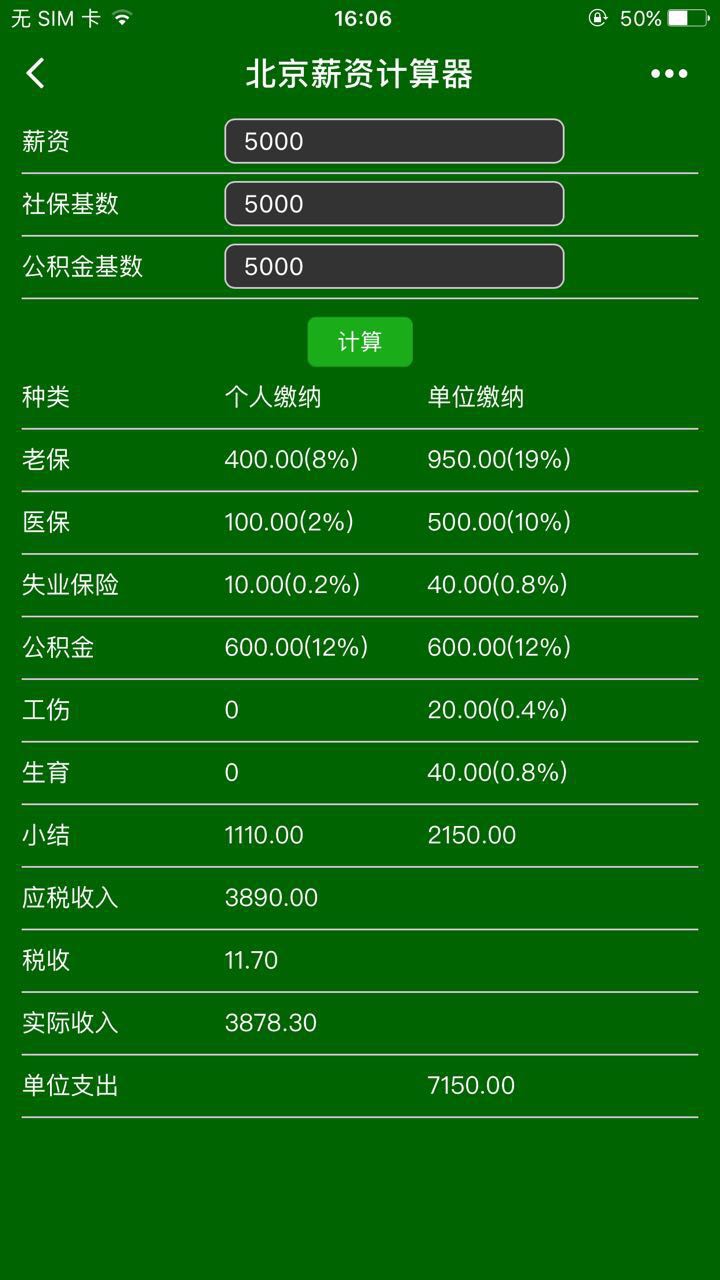 无 SIM 卡 16:06 50%
北京薪资计算器
薪资 5000
社保基数 5000
公积金基数 5000
计算
种类 个人缴纳 单位缴纳
老保 400.00(8%) 950.00(19%)
医保 100.00(2%) 500.00(10%)
失业保险 10.00(0.2%) 40.00(0.8%)
公积金 600.00(12%) 600.00(12%)
工伤 0 20.00(0.4%)
生育 0 40.00(0.8%)
小结 1110.00 2150.00
应税收入 3890.00
税收 11.70
实际收入 3878.30
单位支出 7150.00